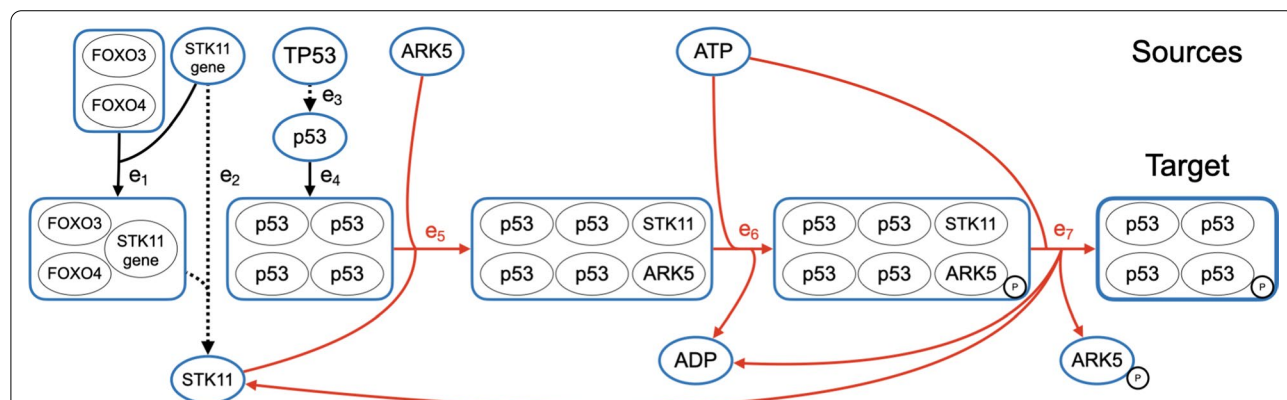 FOXO3
FOXO4
STK11
gene
TP53
ARK5
ATP
Sources
e3
p53
e1
e2
e4
Target
FOXO3
FOXO4
STK11
gene
p53 p53
p53 p53
e5
p53 p53 STK11
p53 p53 ARK5
e6
p53 p53 STK11
p53 p53 ARK5 P
e7
p53 p53
p53 p53 P
STK11
ADP
ARK5 P